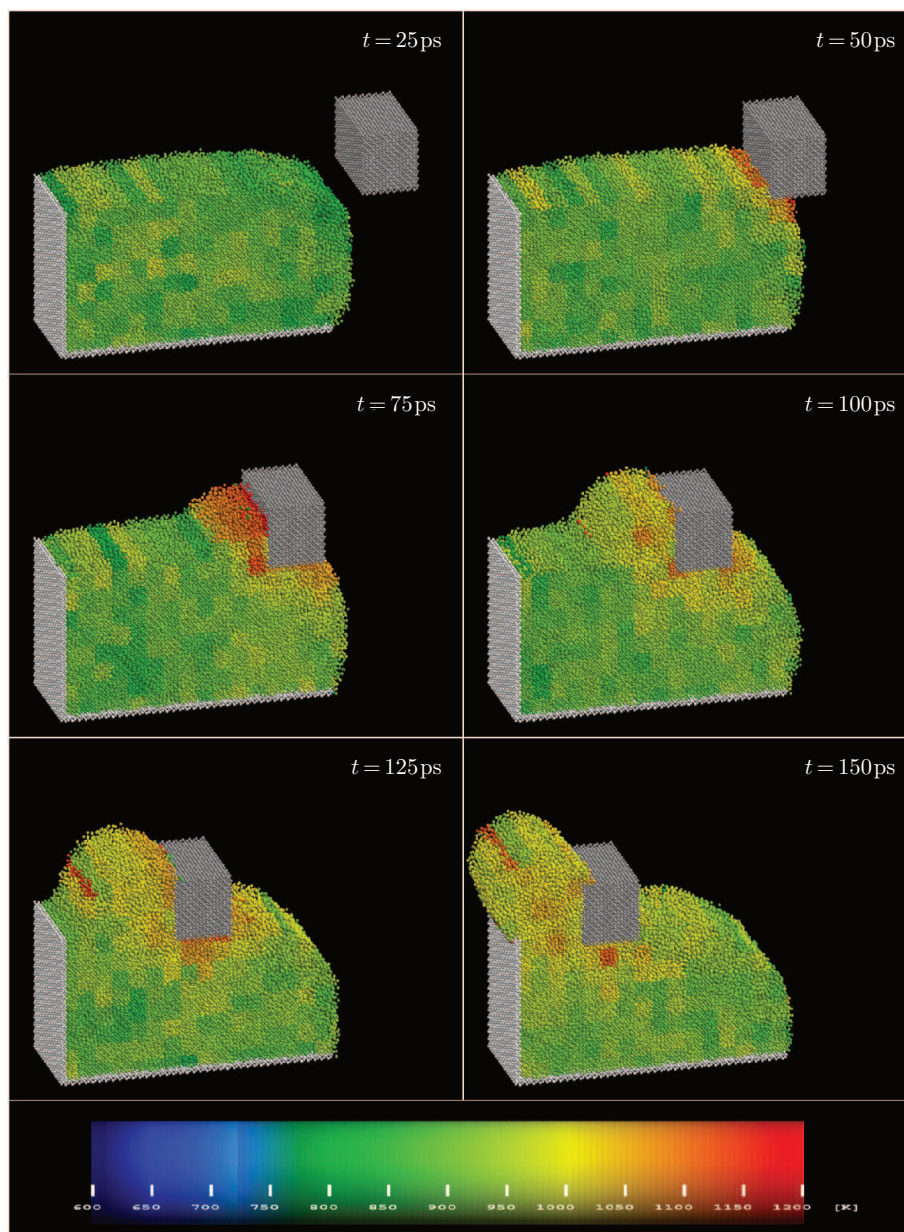 t = 25 ps
t = 50 ps
t = 75 ps
t = 100 ps
t = 125 ps
t = 150 ps
600 650 700 750 800 850 900 950 1000 1050 1100 1150 1200 [K]